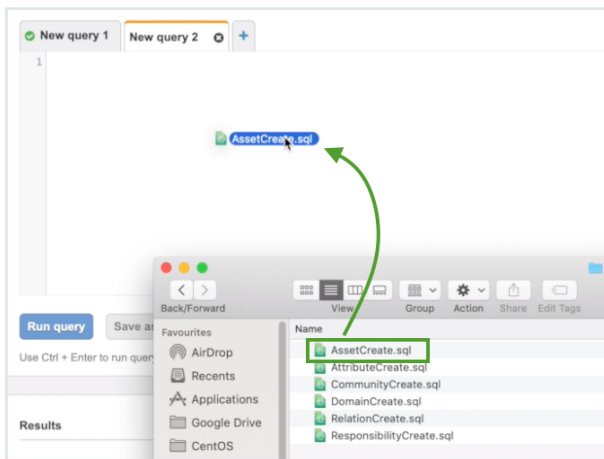 New query 1
New query 2
1
AssetCreate.sql
Back/Forward
View
Group
Action
Share
Edit Tags
Run query
Save as
Use Ctrl + Enter to run query
Favourites
Name
AirDrop
AssetCreate.sql
Recents
AttributeCreate.sql
Applications
CommunityCreate.sql
DomainCreate.sql
Google Drive
RelationCreate.sql
CentOS
ResponsibilityCreate.sql
Results